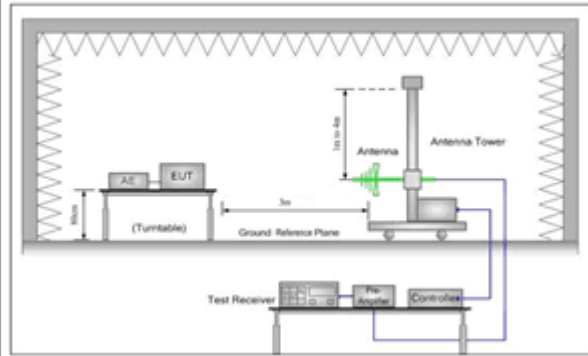 1m to 4m
Antenna
Antenna Tower
AE
EUT
80cm
(Turntable)
3m
Ground Reference Plane
Test Receiver
Pre-
Amplifier
Controller